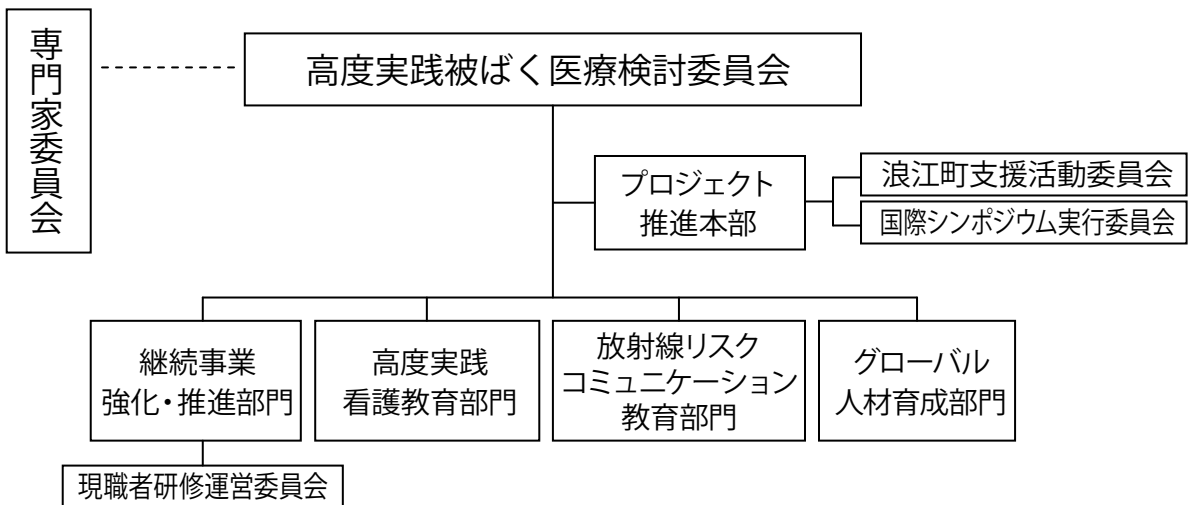 専門家委員会
高度実践被ばく医療検討委員会
プロジェクト
推進本部
浪江町支援活動委員会
国際シンポジウム実行委員会
継続事業
強化・推進部門
高度実践
看護教育部門
放射線リスク
コミュニケーション
教育部門
グローバル
人材育成部門
現職者研修運営委員会